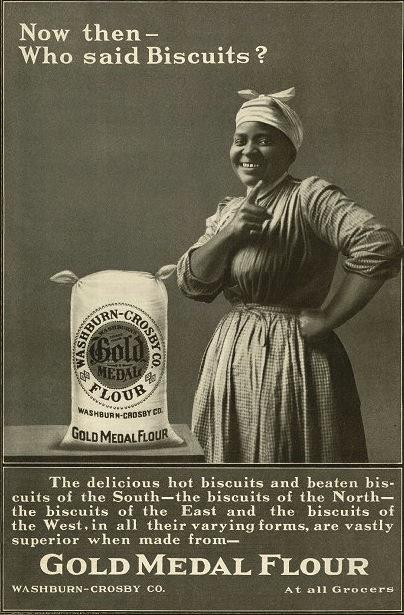 Now then—
Who said Biscuits?
WASHBURN-CROSBY CO.
WASHBURN'S
Gold
MEDAL
FLOUR
WASHBURN-CROSBY CO.
GOLD MEDAL FLOUR
The delicious hot biscuits and beaten bis-
cuits of the South—the biscuits of the North—
the biscuits of the East and the biscuits of
the West, in all their varying forms, are vastly
superior when made from—
GOLD MEDAL FLOUR
WASHBURN-CROSBY CO. At all Grocers